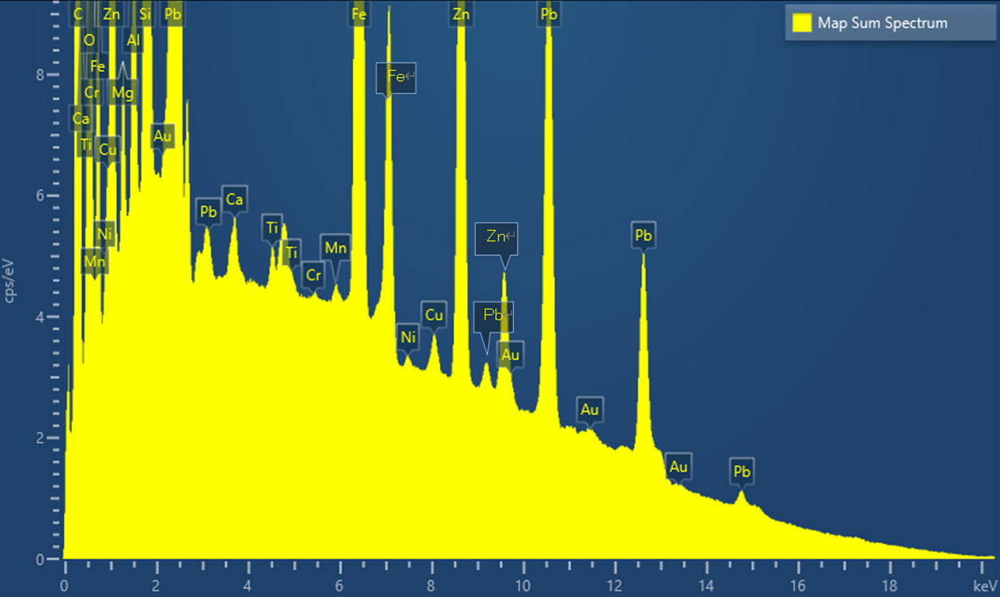 C Zn Si Pb Fe Zn Pb Map Sum Spectrum
O Al
Fe
8 Fe↵
Cr Mg
Ca
Au
Ti Cu
6 Ca
Pb
Ti
Ni Zn↵ Pb
Mn Ti Mn
Cr
cps/eV
4 Cu Pb↵
Ni
Au
Au
2
Au Pb
0
0 2 4 6 8 10 12 14 16 18 keV